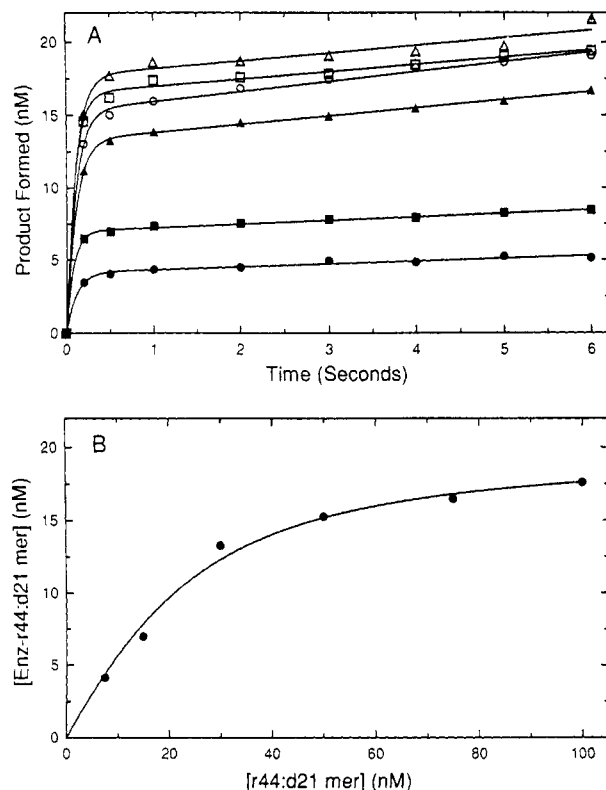 A
20
15
10
5
0
Product Formed (nM)
0 1 2 3 4 5 6
Time (Seconds)
B
20
15
10
5
0
[Enz-r44:d21 mer] (nM)
0 20 40 60 80 100
[r44:d21 mer] (nM)